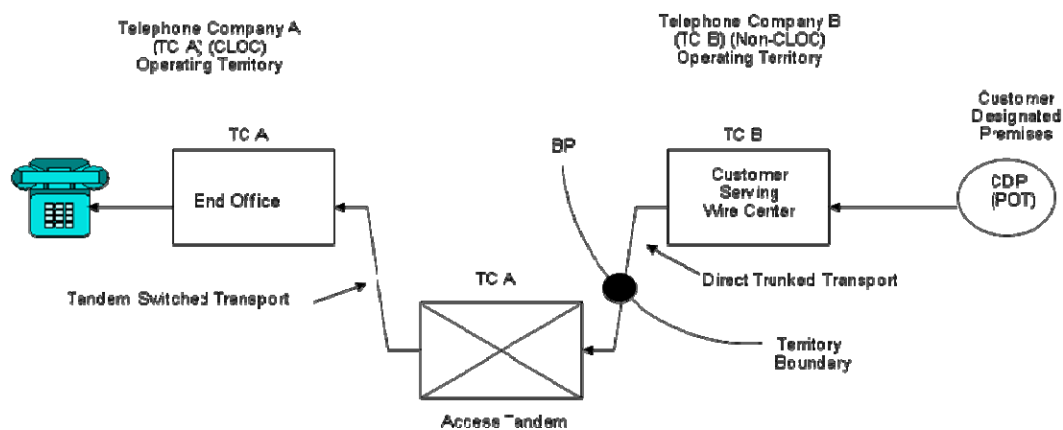 Telephone Company A
(TC A) (CLOC)
Operating Territory
Telephone Company B
(TC B) (Non-CLOC)
Operating Territory
Customer
Designated
Premises
TC A
BP
TC B
End Office
Customer
Serving
Wire Center
CDP
(POT)
Tandem Switched Transport
TC A
Direct Trunked Transport
Territory
Boundary
Access Tandem